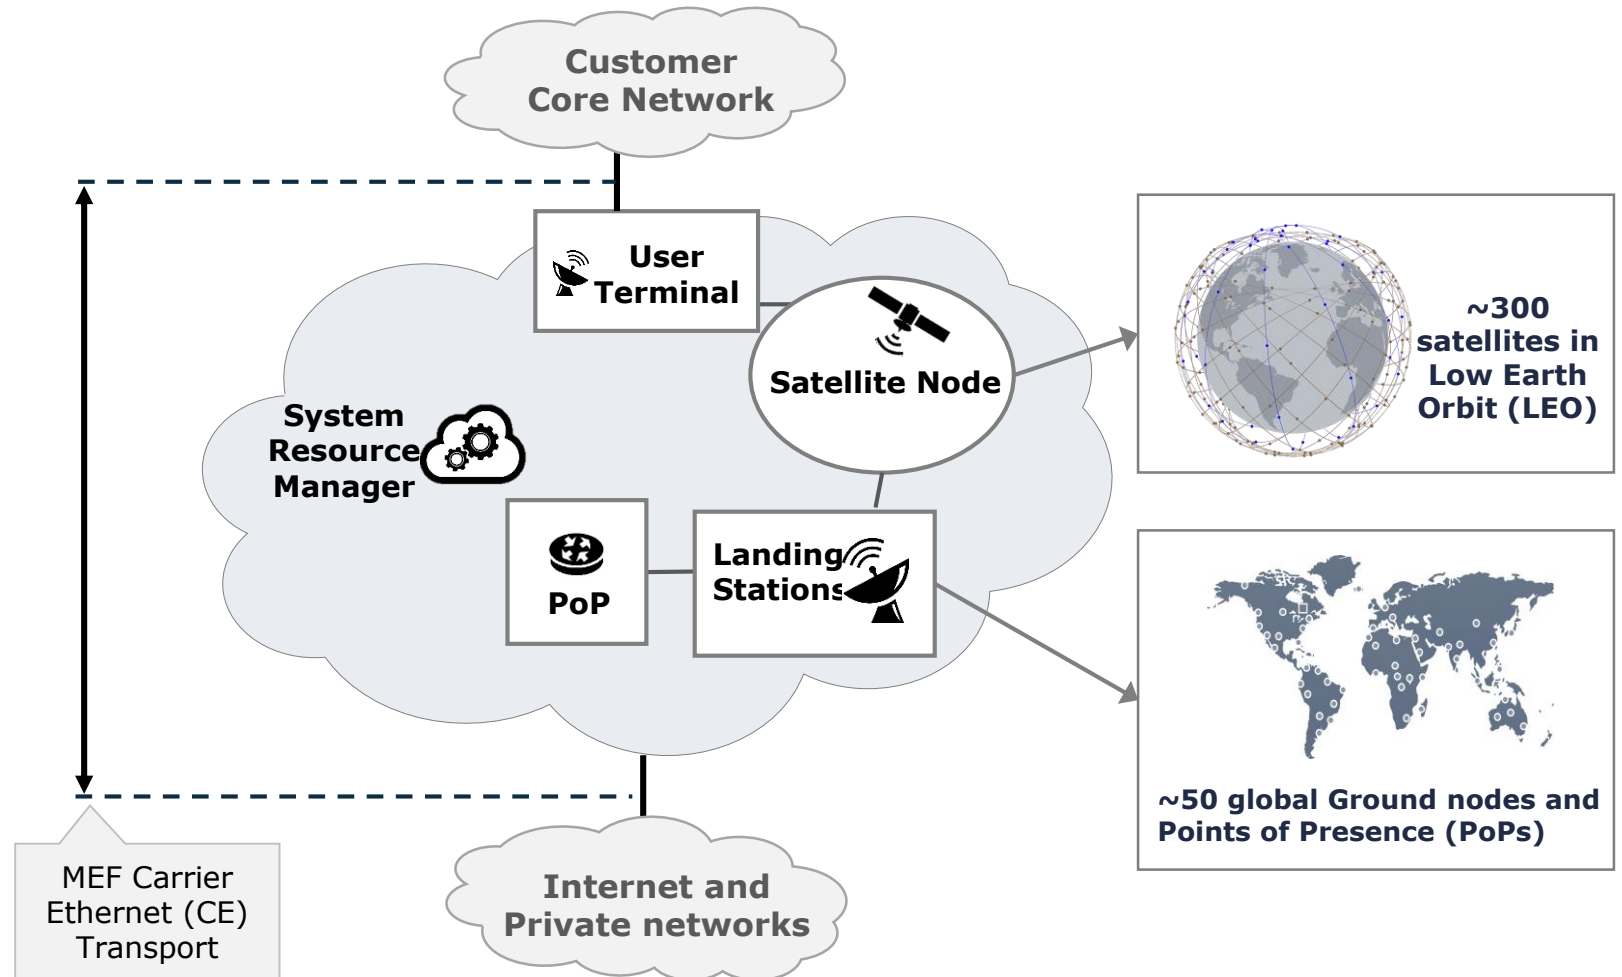 Customer
Core Network
User
Terminal
Satellite Node
System
Resource
Manager
PoP
Landing
Stations
~300
satellites in
Low Earth
Orbit (LEO)
~50 global Ground nodes and
Points of Presence (PoPs)
MEF Carrier
Ethernet (CE)
Transport
Internet and
Private networks